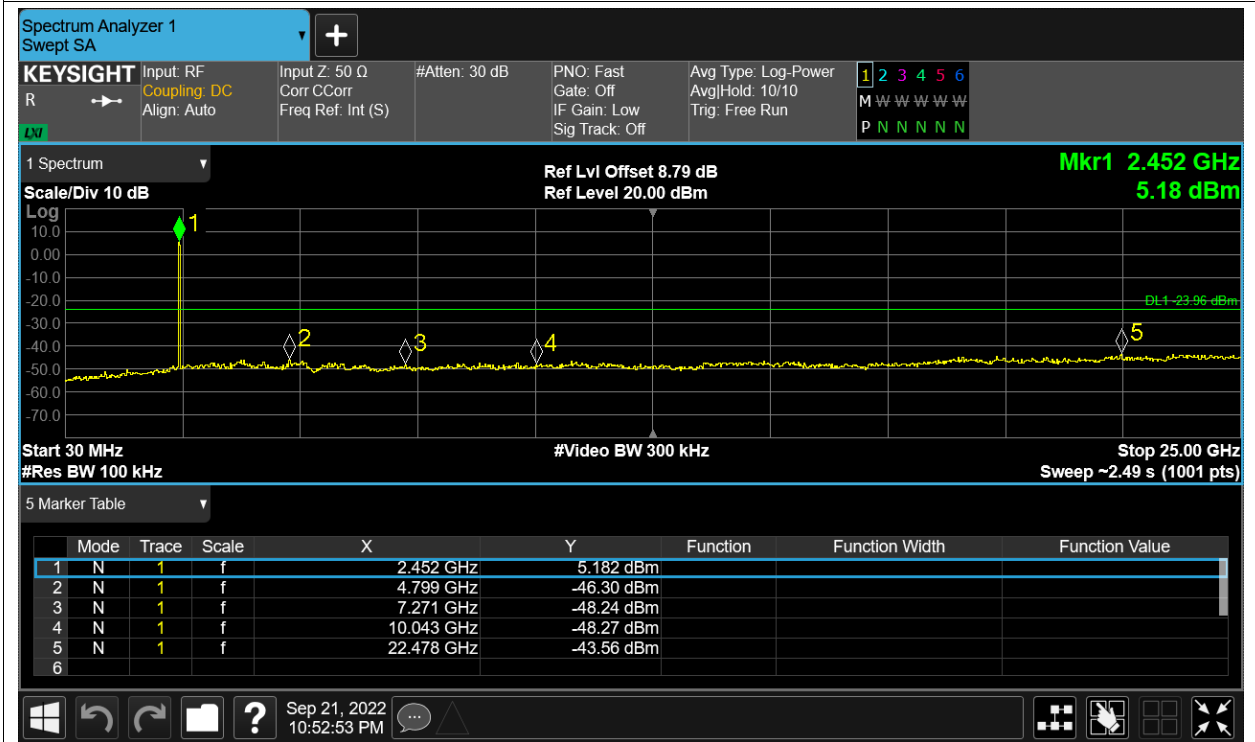 Spectrum Analyzer 1
Swept SA
+
KEYSIGHT Input: RF Input Z: 50 Ω #Atten: 30 dB PNO: Fast Avg Type: Log-Power 1 2 3 4 5 6
R Coupling: DC Corr CCorr Gate: Off Avg|Hold: 10/10 M W W W W W
Align: Auto Freq Ref: Int (S) IF Gain: Low Trig: Free Run P N N N N N
LXI Sig Track: Off
1 Spectrum Ref Lvl Offset 8.79 dB Mkr1 2.452 GHz
Scale/Div 10 dB Ref Level 20.00 dBm 5.18 dBm
Log
1
10.0
0.00
-10.0
-20.0
DL1 -23.96 dBm
-30.0
2 3 4 5
-40.0
-50.0
-60.0
-70.0
Start 30 MHz #Video BW 300 kHz Stop 25.00 GHz
#Res BW 100 kHz Sweep ~2.49 s (1001 pts)
5 Marker Table
Mode Trace Scale X Y Function Function Width Function Value
1 N 1 f 2.452 GHz 5.182 dBm
2 N 1 f 4.799 GHz -46.30 dBm
3 N 1 f 7.271 GHz -48.24 dBm
4 N 1 f 10.043 GHz -48.27 dBm
5 N 1 f 22.478 GHz -43.56 dBm
6
? Sep 21, 2022
10:52:53 PM